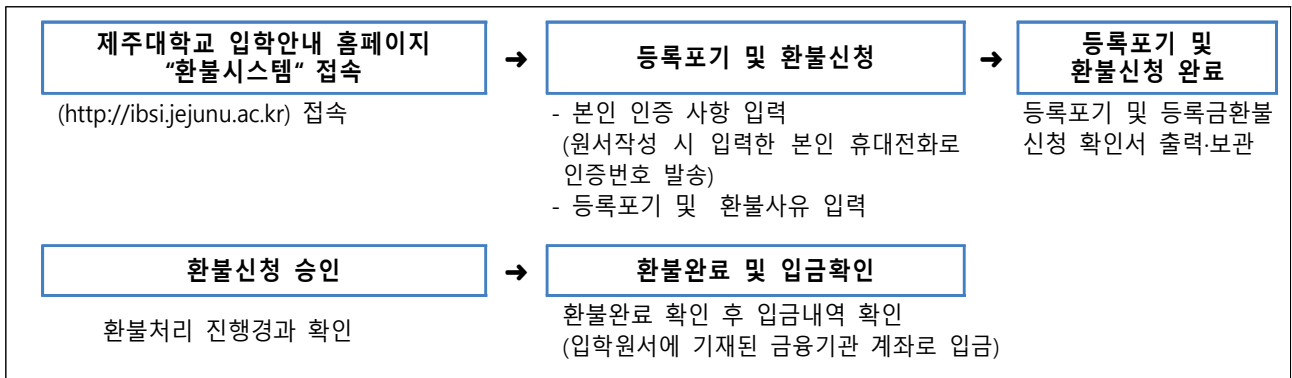 제주대학교 입학안내 홈페이지
“환불시스템“ 접속
(http://ibsi.jejunu.ac.kr) 접속
➜
등록포기 및 환불신청
- 본인 인증 사항 입력
(원서작성 시 입력한 본인 휴대전화로
인증번호 발송)
- 등록포기 및 환불사유 입력
➜
등록포기 및
환불신청 완료
등록포기 및 등록금환불
신청 확인서 출력·보관
환불신청 승인
환불처리 진행경과 확인
➜
환불완료 및 입금확인
환불완료 확인 후 입금내역 확인
(입학원서에 기재된 금융기관 계좌로 입금)